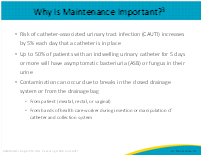 Why Is Maintenance Important?³
• Risk of catheter-associated urinary tract infection (CAUTI) increases
by 5% each day that a catheter is in place
• Up to 50% of patients with an indwelling urinary catheter for 5 days
or more will have asymptomatic bacteriuria (ASB) or fungus in their
urine
• Contamination can occur due to breaks in the closed drainage
system or from the drainage bag
◦ From patient (meatal, rectal, or vaginal)
◦ From hands of healthcare worker during insertion or manipulation of
catheter and collection system